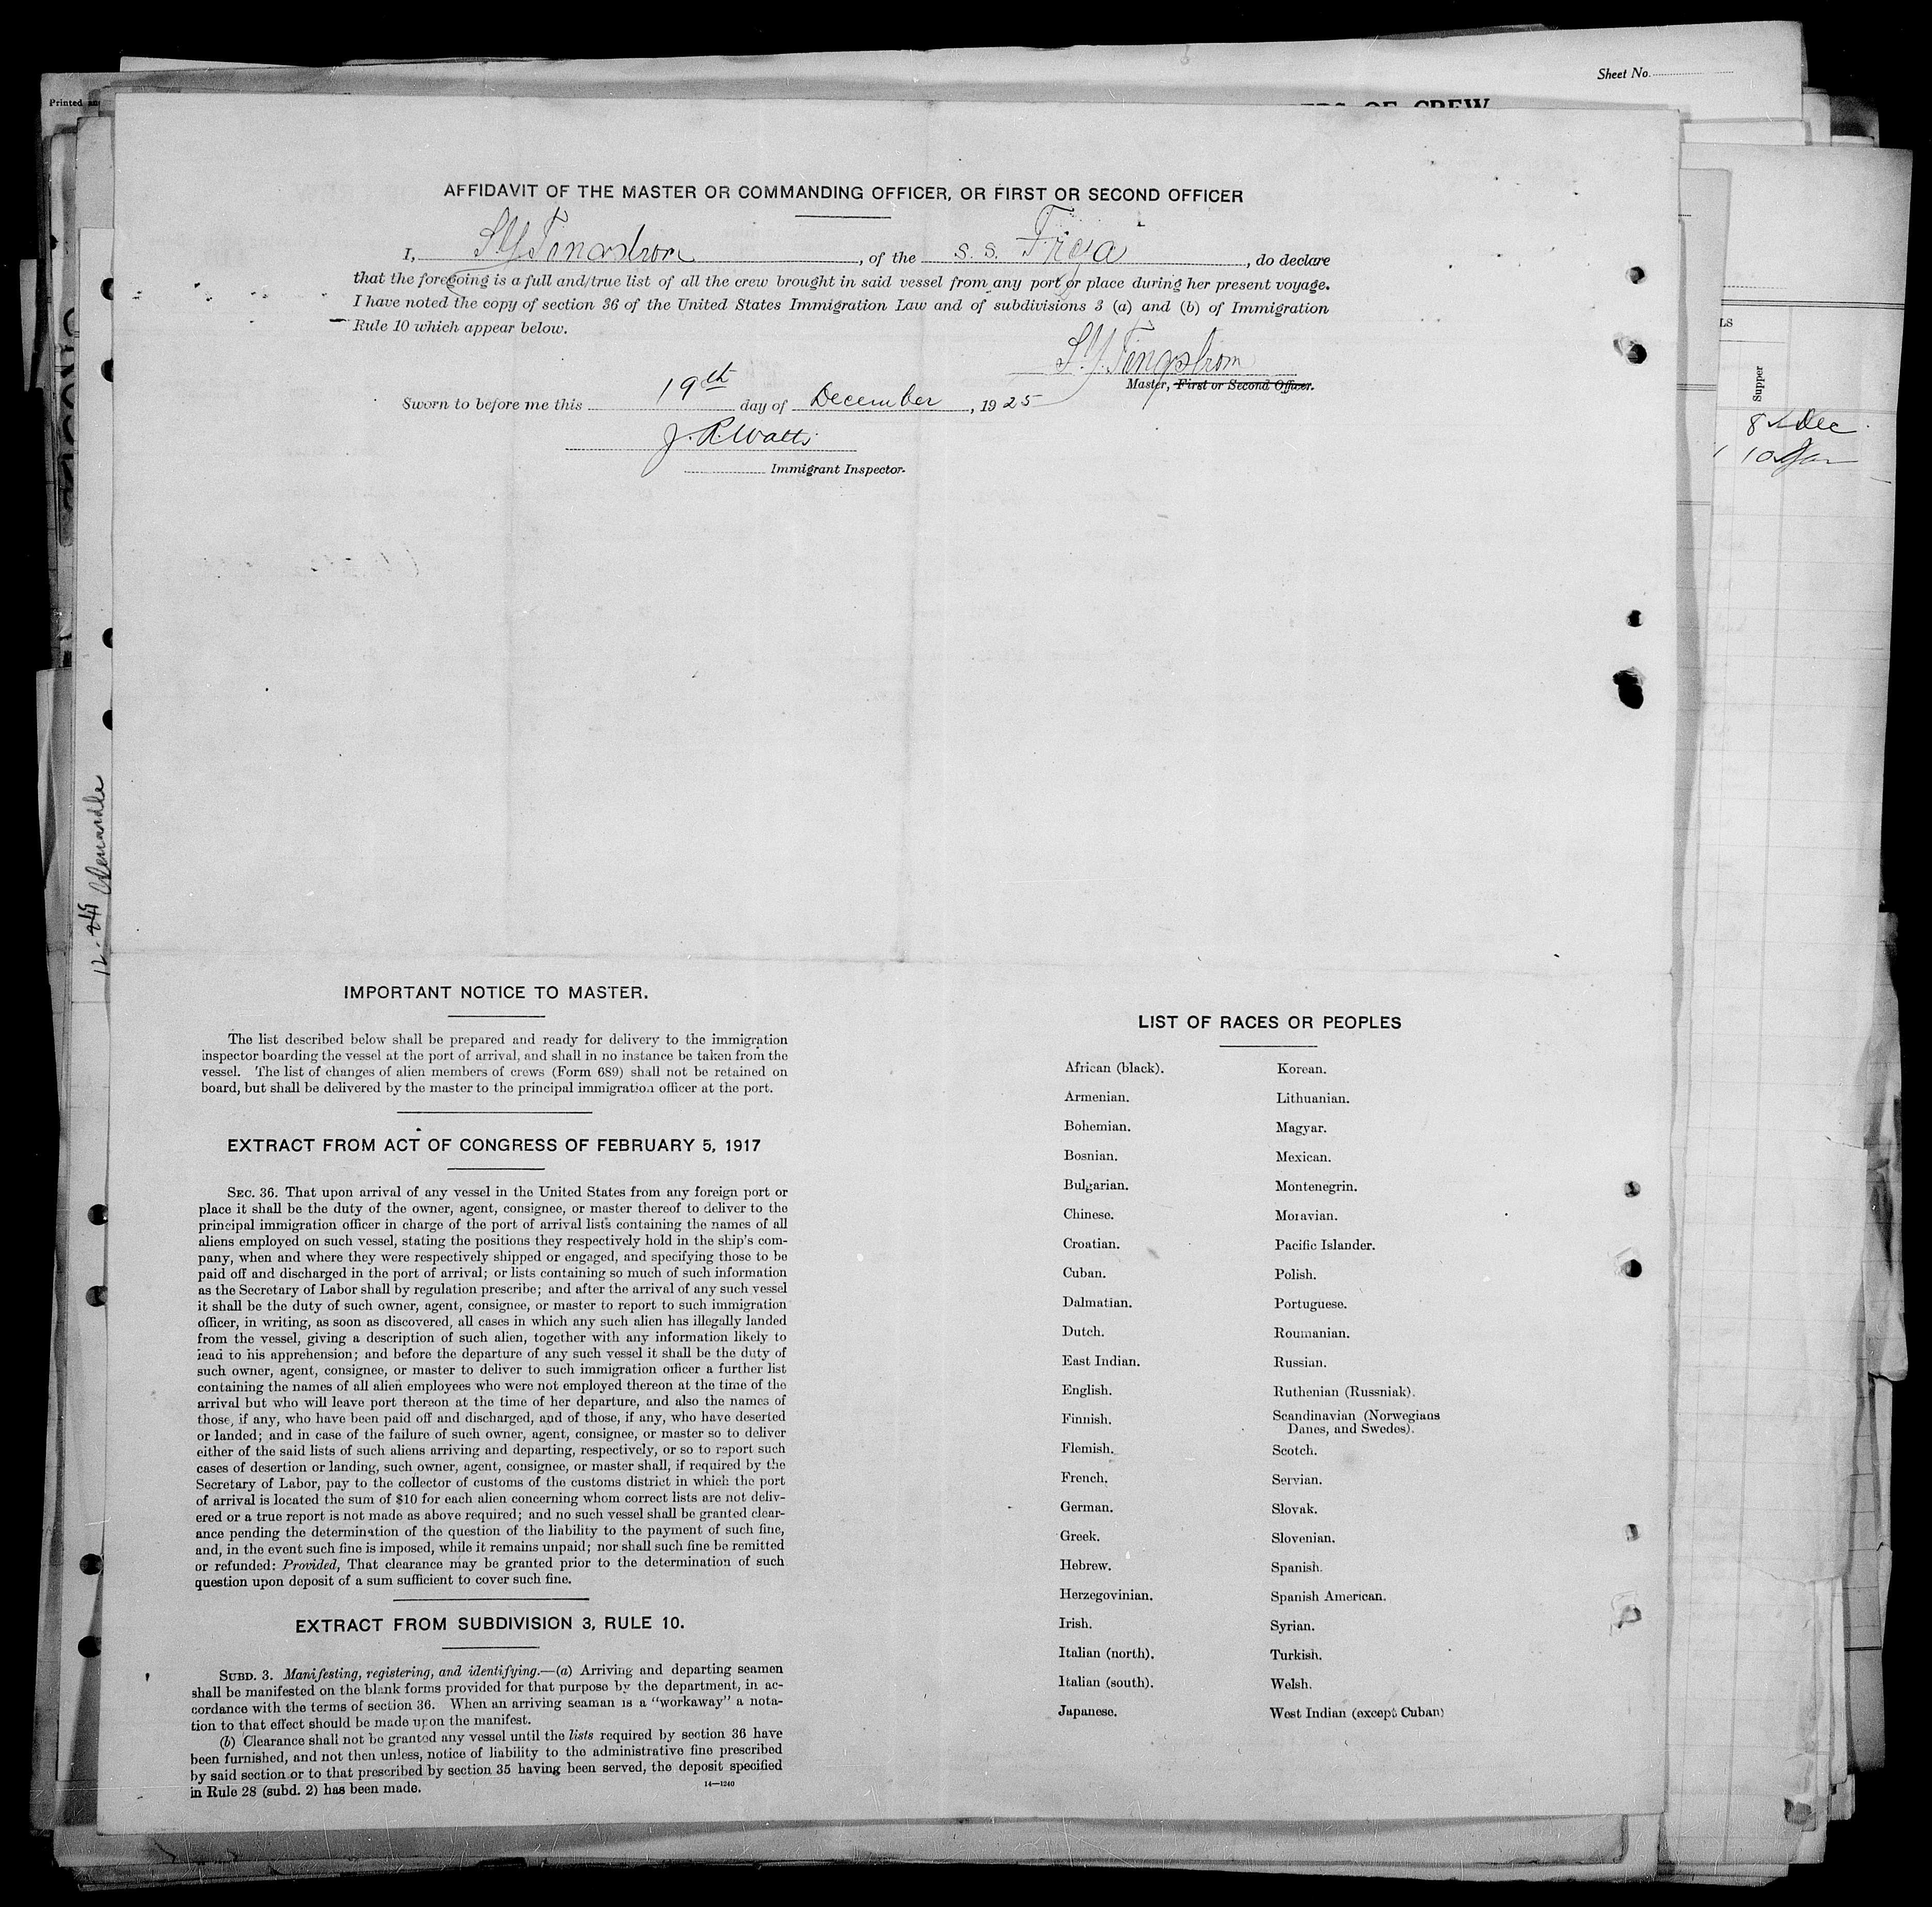 Sheet No.
Printed
OF CREW
AFFIDAVIT OF THE MASTER OR COMMANDING OFFICER, OR FIRST OR SECOND OFFICER
I, S. Y. Tengstrom, of the S. S. Freja, do declare
that the foregoing is a full and true list of all the crew brought in said vessel from any port or place during her present voyage.
I have noted the copy of section 36 of the United States Immigration Law and of subdivisions 3 (a) and (b) of Immigration
Rule 10 which appear below.
S. Y. Tengstrom
Master, First or Second Officer.
Sworn to before me this 19th day of December, 1925
J. R. Watts
Immigrant Inspector.
LS
Supper
8 Dec
10
IMPORTANT NOTICE TO MASTER.
The list described below shall be prepared and ready for delivery to the immigration
inspector boarding the vessel at the port of arrival, and shall in no instance be taken from the
vessel. The list of changes of alien members of crews (Form 689) shall not be retained on
board, but shall be delivered by the master to the principal immigration officer at the port.
EXTRACT FROM ACT OF CONGRESS OF FEBRUARY 5, 1917
SEC. 36. That upon arrival of any vessel in the United States from any foreign port or
place it shall be the duty of the owner, agent, consignee, or master thereof to deliver to the
principal immigration officer in charge of the port of arrival lists containing the names of all
aliens employed on such vessel, stating the positions they respectively hold in the ship's com-
pany, when and where they were respectively shipped or engaged, and specifying those to be
paid off and discharged in the port of arrival; or lists containing so much of such information
as the Secretary of Labor shall by regulation prescribe; and after the arrival of any such vessel
it shall be the duty of such owner, agent, consignee, or master to report to such immigration
officer, in writing, as soon as discovered, all cases in which any such alien has illegally landed
from the vessel, giving a description of such alien, together with any information likely to
lead to his apprehension; and before the departure of any such vessel it shall be the duty of
such owner, agent, consignee, or master to deliver to such immigration officer a further list
containing the names of all alien employees who were not employed thereon at the time of the
arrival but who will leave port thereon at the time of her departure, and also the names of
those, if any, who have been paid off and discharged, and of those, if any, who have deserted
or landed; and in case of the failure of such owner, agent, consignee, or master so to deliver
either of the said lists of such aliens arriving and departing, respectively, or so to report such
cases of desertion or landing, such owner, agent, consignee, or master shall, if required by the
Secretary of Labor, pay to the collector of customs of the customs district in which the port
of arrival is located the sum of $10 for each alien concerning whom correct lists are not deliv-
ered or a true report is not made as above required; and no such vessel shall be granted clear-
ance pending the determination of the question of the liability to the payment of such fine,
and, in the event such fine is imposed, while it remains unpaid; nor shall such fine be remitted
or refunded: Provided, That clearance may be granted prior to the determination of such
question upon deposit of a sum sufficient to cover such fine.
EXTRACT FROM SUBDIVISION 3, RULE 10.
SUBD. 3. Manifesting, registering, and identifying.—(a) Arriving and departing seamen
shall be manifested on the blank forms provided for that purpose by the department, in ac-
cordance with the terms of section 36. When an arriving seaman is a "workaway" a nota-
tion to that effect should be made upon the manifest.
(b) Clearance shall not be granted any vessel until the lists required by section 36 have
been furnished, and not then unless, notice of liability to the administrative fine prescribed
by said section or to that prescribed by section 35 having been served, the deposit specified
in Rule 28 (subd. 2) has been made.
14—1240
LIST OF RACES OR PEOPLES
African (black).
Armenian.
Bohemian.
Bosnian.
Bulgarian.
Chinese.
Croatian.
Cuban.
Dalmatian.
Dutch.
East Indian.
English.
Finnish.
Flemish.
French.
German.
Greek.
Hebrew.
Herzegovinian.
Irish.
Italian (north).
Italian (south).
Japanese.
Korean.
Lithuanian.
Magyar.
Mexican.
Montenegrin.
Moravian.
Pacific Islander.
Polish.
Portuguese.
Roumanian.
Russian.
Ruthenian (Russniak).
Scandinavian (Norwegians
Danes, and Swedes).
Scotch.
Servian.
Slovak.
Slovenian.
Spanish.
Spanish American.
Syrian.
Turkish.
Welsh.
West Indian (except Cuban)